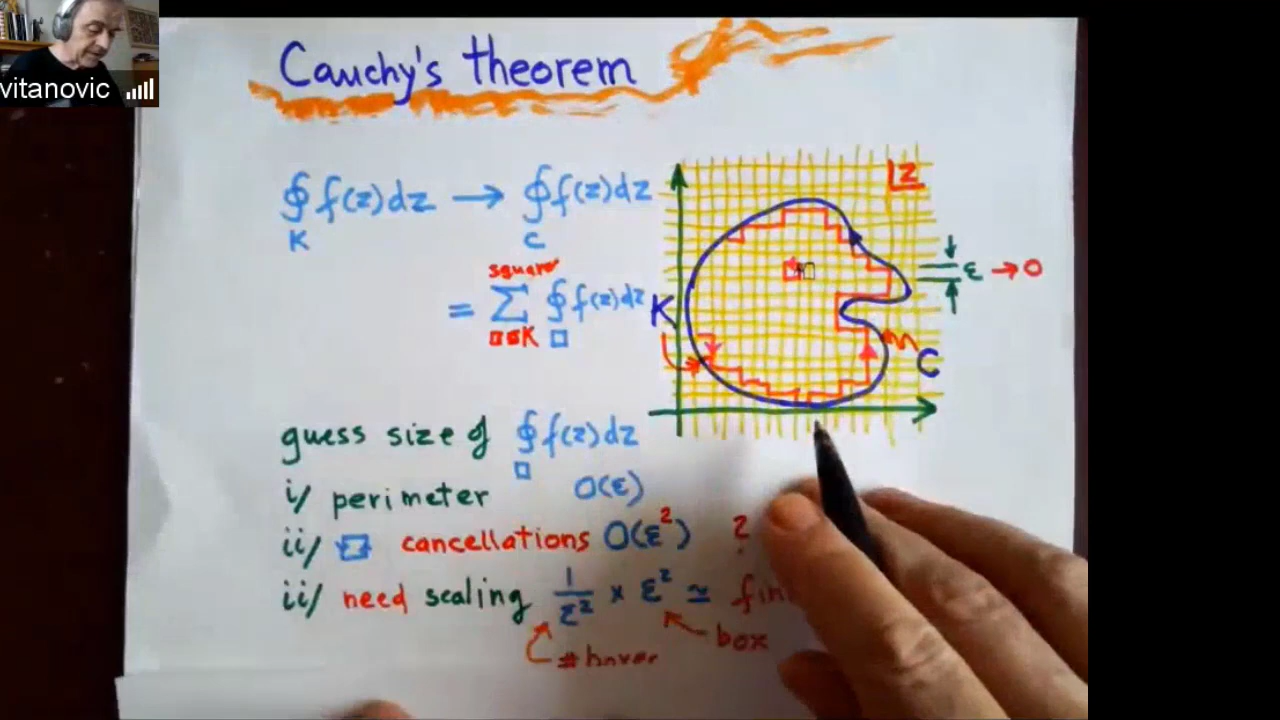 vitanovic
Cauchy's theorem
∮ f(z)dz → ∮ f(z)dz
K C
square
= Σ ∮ f(z)dz
K
z
ε → 0
K
C
guess size of ∮ f(z)dz
i/ perimeter O(ε)
ii/ cancellations O(ε²) ?
ii/ need scaling 1/ε² × ε² ≃ fin
box